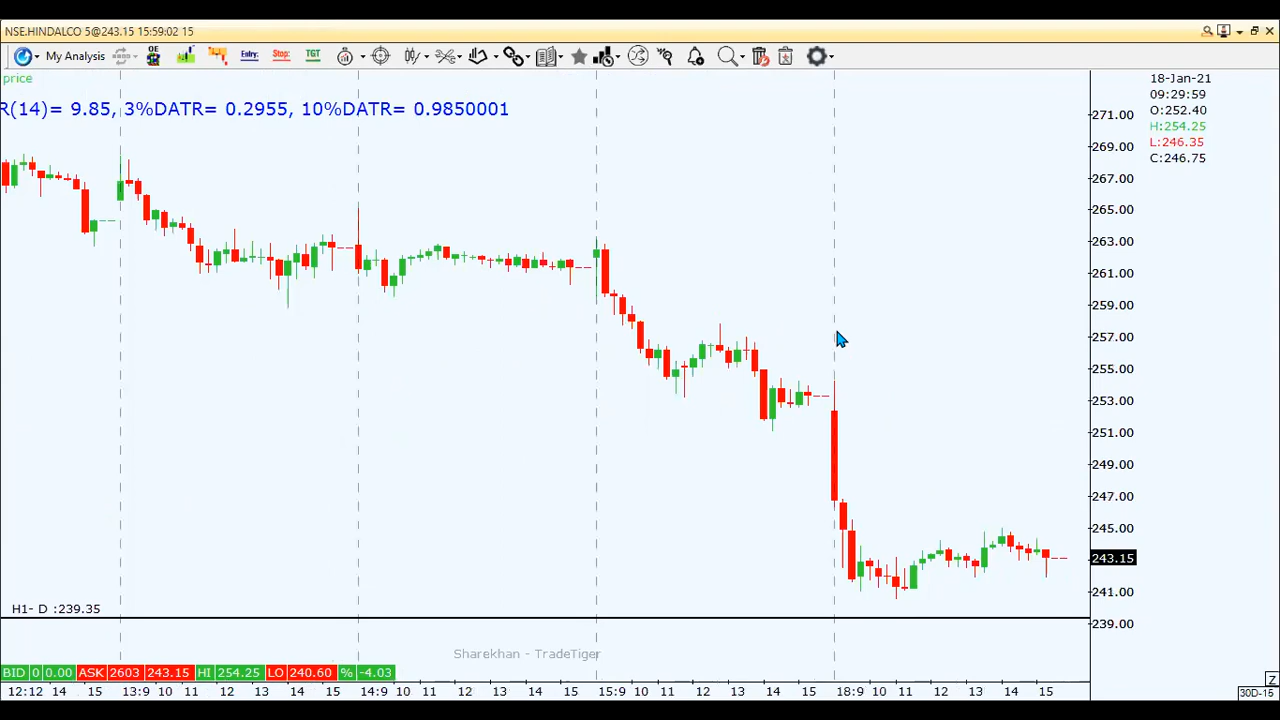 NSE.HINDALCO 5@243.15 15:59:02 15
My Analysis
OE
Entry:
Stop:
TGT
price
R(14)= 9.85, 3%DATR= 0.2955, 10%DATR= 0.9850001
18-Jan-21
09:29:59
O:252.40
H:254.25
L:246.35
C:246.75
271.00
269.00
267.00
265.00
263.00
261.00
259.00
257.00
255.00
253.00
251.00
249.00
247.00
245.00
243.15
241.00
239.00
H1- D :239.35
Sharekhan - TradeTiger
BID 0 0.00 ASK 2603 243.15 HI 254.25 LO 240.60 % -4.03
12:12 14 15 13:9 10 11 12 13 14 15 14:9 10 11 12 13 14 15 15:9 10 11 12 13 14 15 18:9 10 11 12 13 14 15
Z
30D-15